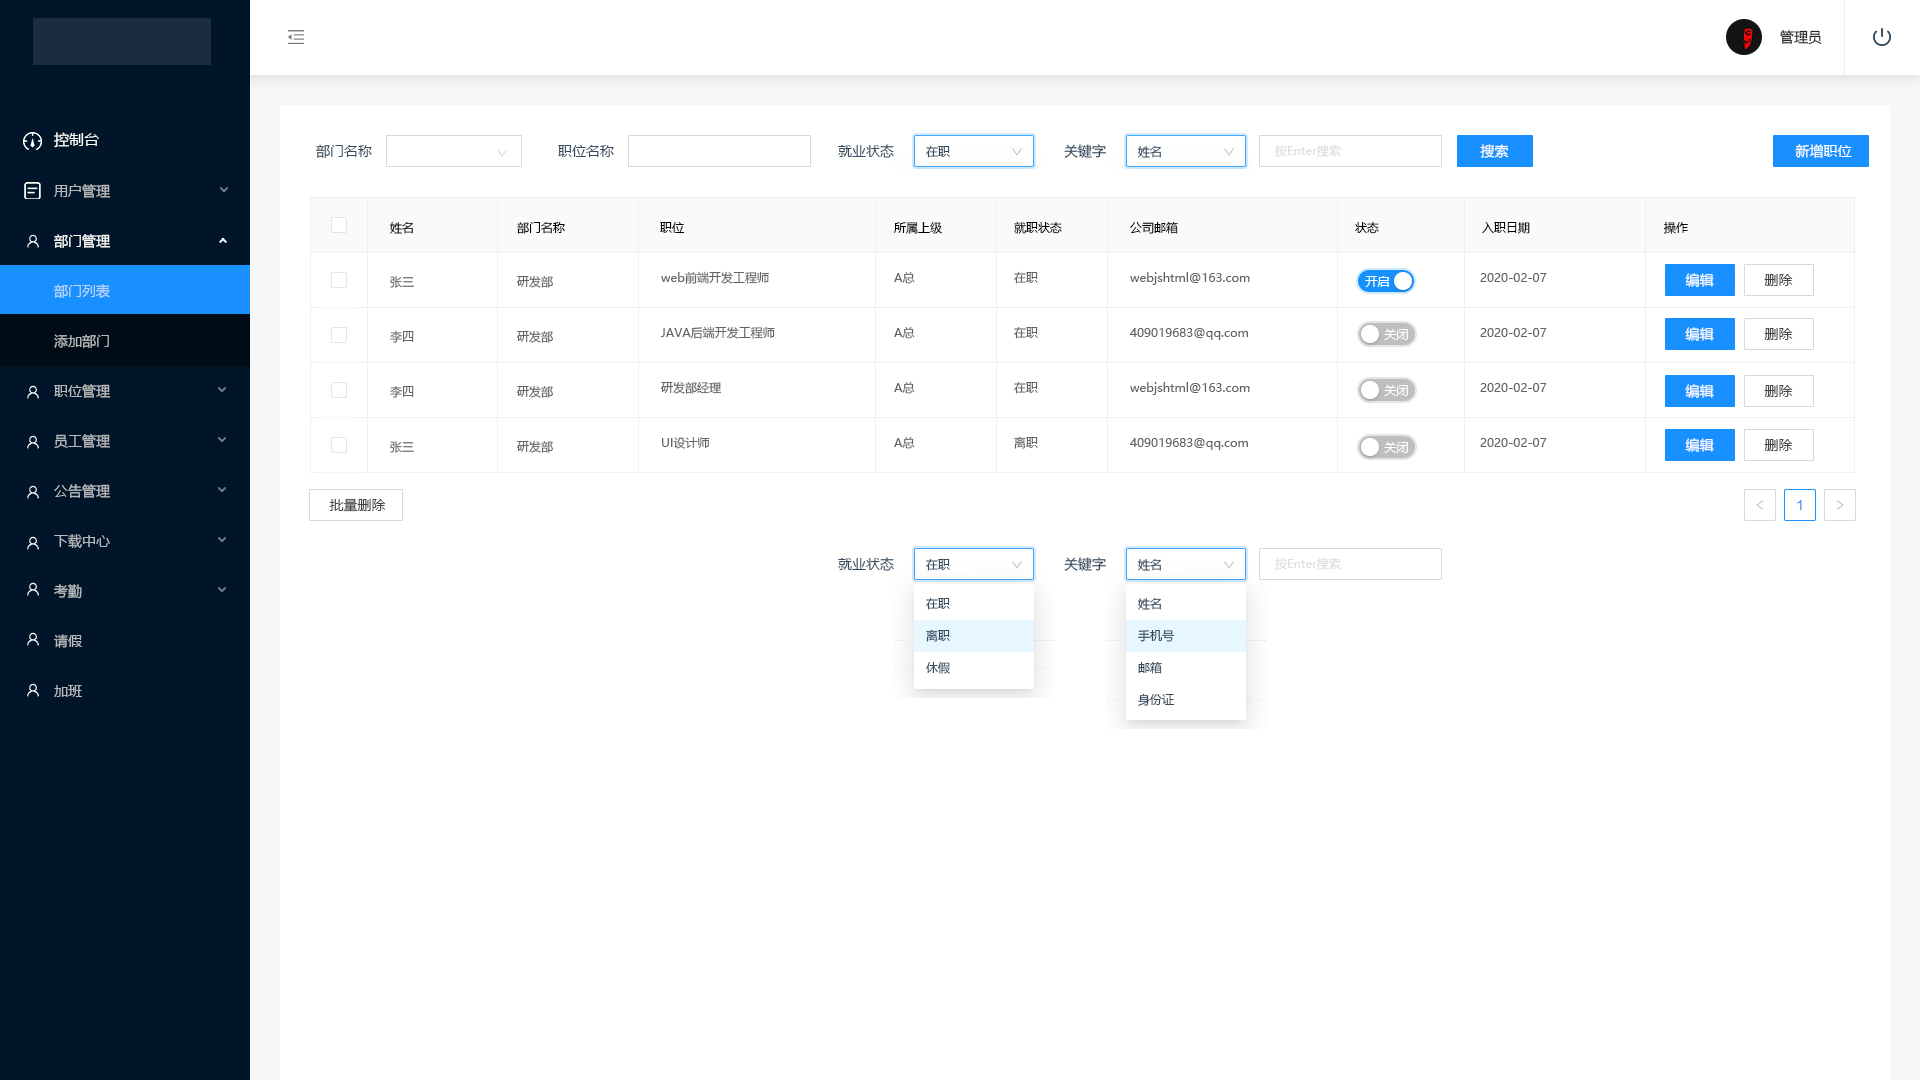 管理员
控制台
用户管理
部门管理
部门列表
添加部门
职位管理
员工管理
公告管理
下载中心
考勤
请假
加班
部门名称 职位名称 就业状态 在职 关键字 姓名 按Enter搜索 搜索 新增职位
姓名 部门名称 职位 所属上级 就职状态 公司邮箱 状态 入职日期 操作
张三 研发部 web前端开发工程师 A总 在职 webjshtml@163.com 开启 2020-02-07 编辑 删除
李四 研发部 JAVA后端开发工程师 A总 在职 409019683@qq.com 关闭 2020-02-07 编辑 删除
李四 研发部 研发部经理 A总 在职 webjshtml@163.com 关闭 2020-02-07 编辑 删除
张三 研发部 UI设计师 A总 离职 409019683@qq.com 关闭 2020-02-07 编辑 删除
批量删除 < 1 >
就业状态 在职 关键字 姓名 按Enter搜索
在职 姓名
离职 手机号
休假 邮箱
身份证